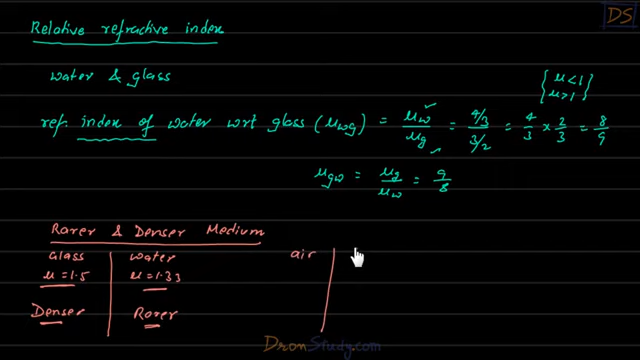 DS
Relative refractive index
water & glass
{ μ<1
μ>1 }
ref. index of water wrt glass (μwg) = μw/μg = (4/3)/(3/2) = 4/3 × 2/3 = 8/9
μgw = μg/μw = 9/8
Rarer & Denser Medium
Glass | water
μ = 1.5 | μ = 1.33
Denser | Rarer
air |
DronStudy.com